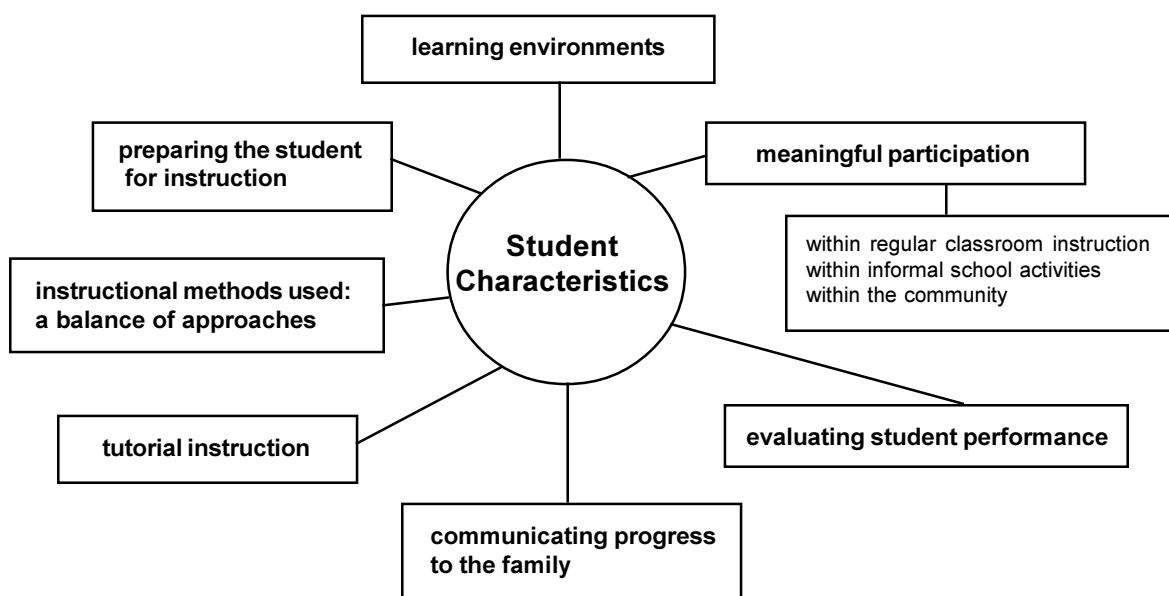 learning environments
preparing the student
for instruction
meaningful participation
within regular classroom instruction
within informal school activities
within the community
Student
Characteristics
instructional methods used:
a balance of approaches
tutorial instruction
evaluating student performance
communicating progress
to the family